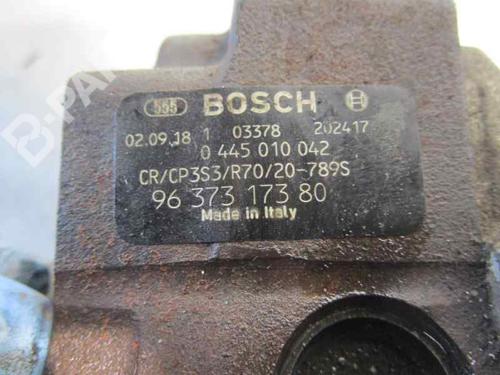 555 BOSCH
02.09.18 1 03378 202417
0 445 010 042
CR/CP3S3/R70/20-789S
96 373 173 80
Made in Italy
B-PARTS